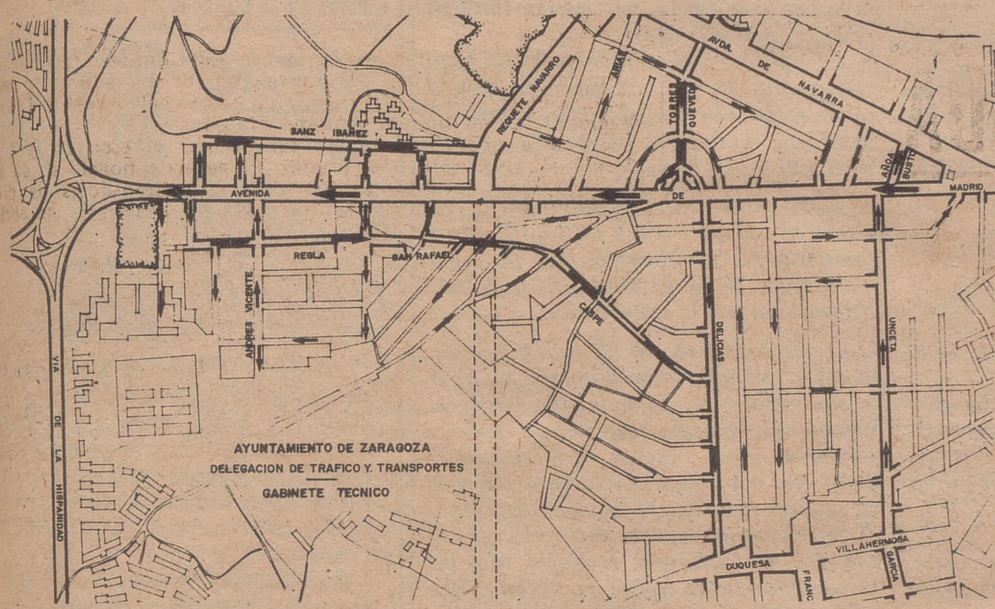 AVDA. DE NAVARRA
REQUETE NAVARRO
ARIAS
TORRES
QUEVEDO
SANZ IBAÑEZ
AROA
BUSTO
AVENIDA DE MADRID
REGLA
SAN RAFAEL
ANDRES VICENTE
CASPE
DELICIAS
UNCETA
VIA DE LA HISPANIDAD
AYUNTAMIENTO DE ZARAGOZA
DELEGACION DE TRAFICO Y. TRANSPORTES
GABINETE TECNICO
DUQUESA VILLAHERMOSA
FRANC
GARCIA